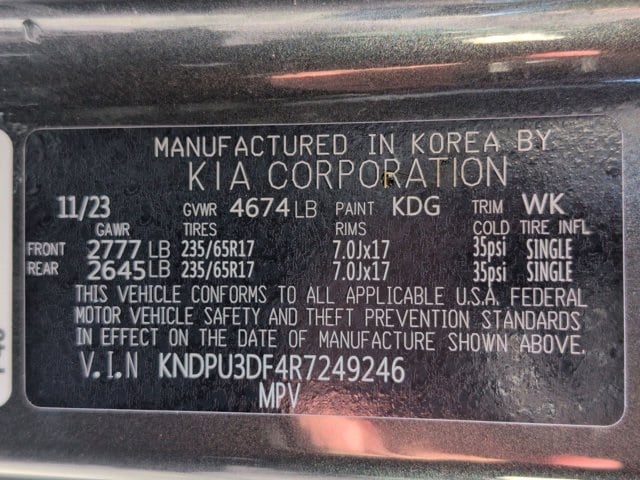 MANUFACTURED IN KOREA BY
KIA CORPORATION
11/23 GVWR 4674 LB PAINT KDG TRIM WK
GAWR TIRES RIMS COLD TIRE INFL
FRONT 2777 LB 235/65R17 7.0Jx17 35psi SINGLE
REAR 2645 LB 235/65R17 7.0Jx17 35psi SINGLE
THIS VEHICLE CONFORMS TO ALL APPLICABLE U.S.A. FEDERAL
MOTOR VEHICLE SAFETY AND THEFT PREVENTION STANDARDS
IN EFFECT ON THE DATE OF MANUFACTURE SHOWN ABOVE.
V.I.N KNDPU3DF4R7249246
MPV